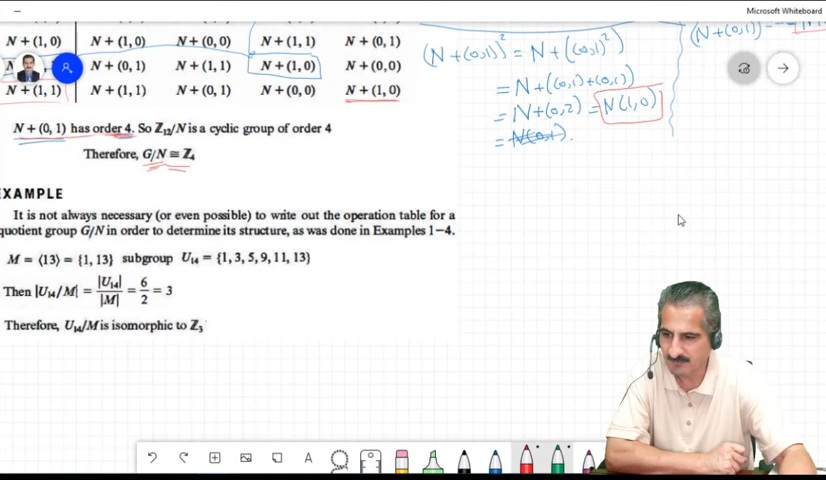 Microsoft Whiteboard
N + (1, 0) N + (1, 0) N + (0, 0) N + (1, 1) N + (0, 1)
N + (0, 1) N + (1, 1) N + (1, 0) N + (0, 0)
N + (1, 1) N + (1, 1) N + (0, 1) N + (0, 0) N + (1, 0)
N + (0, 1) has order 4. So Z₁₂/N is a cyclic group of order 4
Therefore, G/N ≅ Z₄
(N+(0,1))² = N+((0,1)²)
= N+((0,1)+(0,1))
= N+(0,2) = N(1,0)
= N(0,1).
(N+(0,1)) =
EXAMPLE
It is not always necessary (or even possible) to write out the operation table for a
quotient group G/N in order to determine its structure, as was done in Examples 1–4.
M = ⟨13⟩ = {1, 13} subgroup U₁₄ = {1, 3, 5, 9, 11, 13)
Then |U₁₄/M| = |U₁₄|/|M| = 6/2 = 3
Therefore, U₁₄/M is isomorphic to Z₃